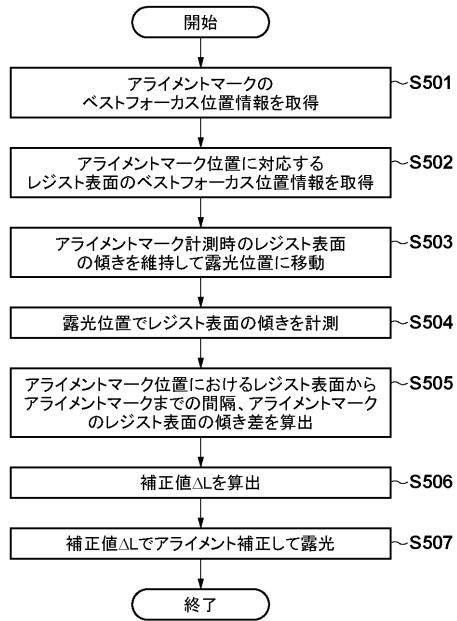 開始
アライメントマークの
ベストフォーカス位置情報を取得
S501
アライメントマーク位置に対応する
レジスト表面のベストフォーカス位置情報を取得
S502
アライメントマーク計測時のレジスト表面
の傾きを維持して露光位置に移動
S503
露光位置でレジスト表面の傾きを計測
S504
アライメントマーク位置におけるレジスト表面から
アライメントマークまでの間隔、アライメントマーク
のレジスト表面の傾き差を算出
S505
補正値ΔLを算出
S506
補正値ΔLでアライメント補正して露光
S507
終了